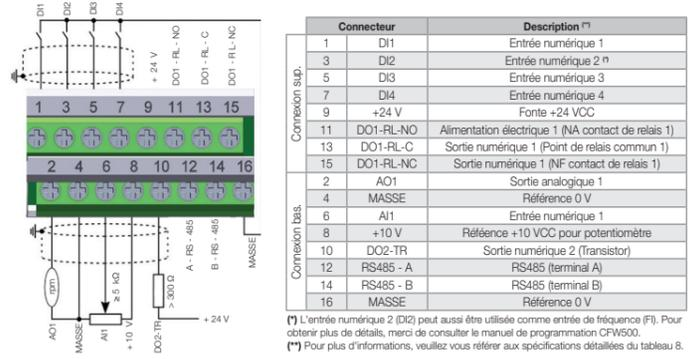 DI1
DI2
DI3
DI4
+ 24 V
DO1 - RL - NO
DO1 - RL - C
DO1 - R L- NC
1 3 5 7 9 11 13 15
2 4 6 8 10 12 14 16
rpm
AO1
MASSE
≥ 5 kΩ
AI1
+ 10 V
> 300 Ω
DO2-TR
A - RS - 485
B - RS - 485
MASSE
+ 24 V
Connecteur Description (**)
Connexion sup.
1 DI1 Entrée numérique 1
3 DI2 Entrée numérique 2 (*)
5 DI3 Entrée numérique 3
7 DI4 Entrée numérique 4
9 +24 V Fonte +24 VCC
11 DO1-RL-NO Alimentation électrique 1 (NA contact de relais 1)
13 DO1-RL-C Sortie numérique 1 (Point de relais commun 1)
15 DO1-RL-NC Sortie numérique 1 (NF contact de relais 1)
Connexion bas.
2 AO1 Sortie analogique 1
4 MASSE Référence 0 V
6 AI1 Entrée numérique 1
8 +10 V Référence +10 VCC pour potentiomètre
10 DO2-TR Sortie numérique 2 (Transistor)
12 RS485 - A RS485 (terminal A)
14 RS485 - B RS485 (terminal B)
16 MASSE Référence 0 V
(*) L'entrée numérique 2 (DI2) peut aussi être utilisée comme entrée de fréquence (FI). Pour
obtenir plus de détails, merci de consulter le manuel de programmation CFW500.
(**) Pour plus d'informations, veuillez vous référer aux spécifications détaillées du tableau 8.